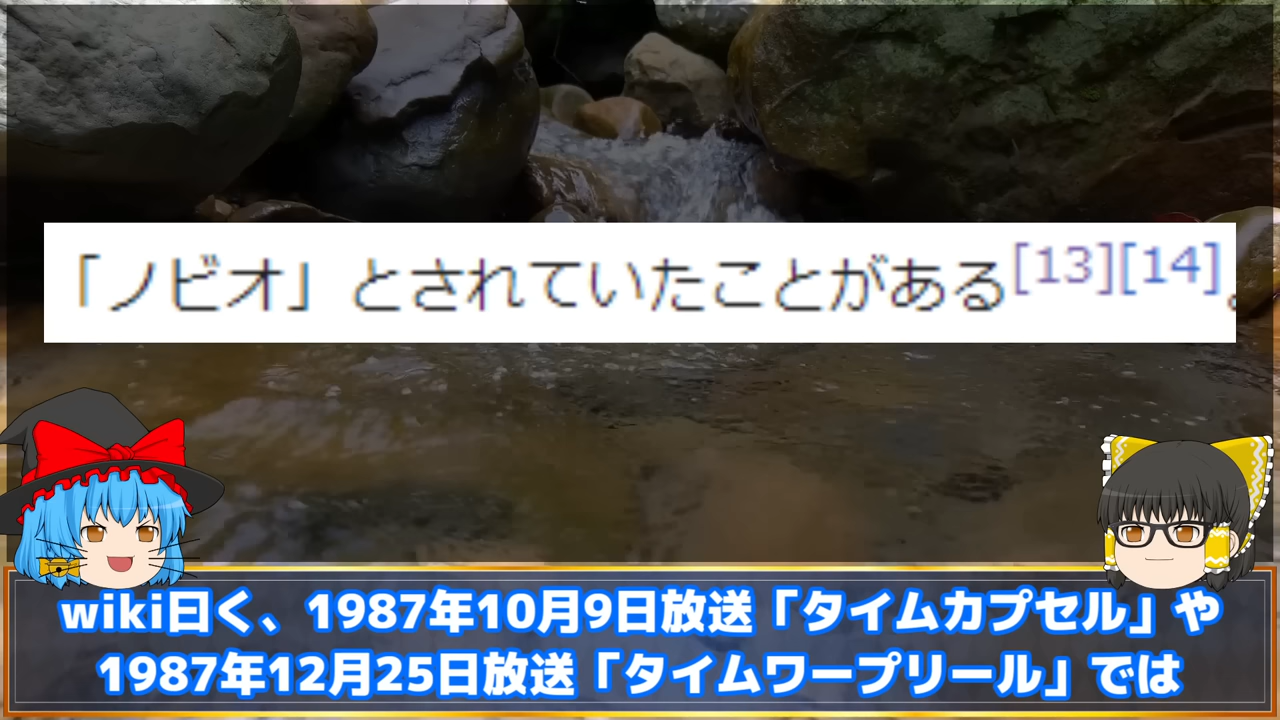 「ノビオ」とされていたことがある[13][14]。
wiki曰く、1987年10月9日放送「タイムカプセル」や
1987年12月25日放送「タイムワープリール」では